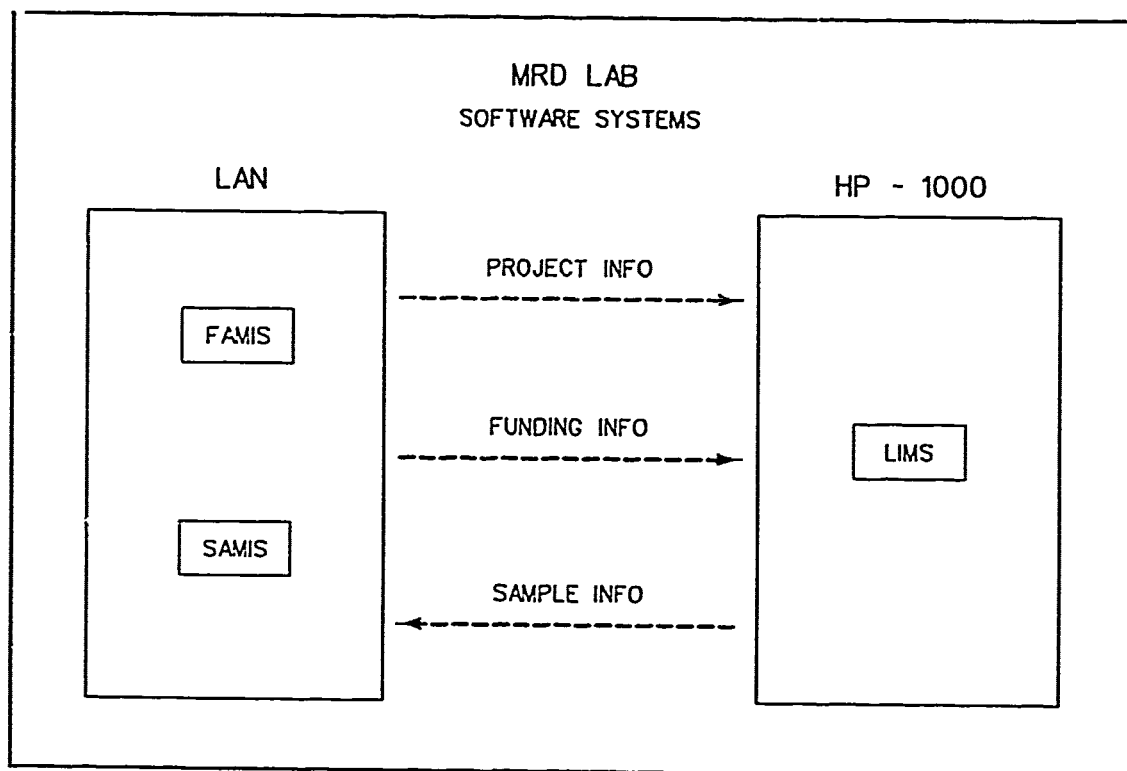 MRD LAB
SOFTWARE SYSTEMS
LAN
HP - 1000
PROJECT INFO
FAMIS
FUNDING INFO
LIMS
SAMIS
SAMPLE INFO